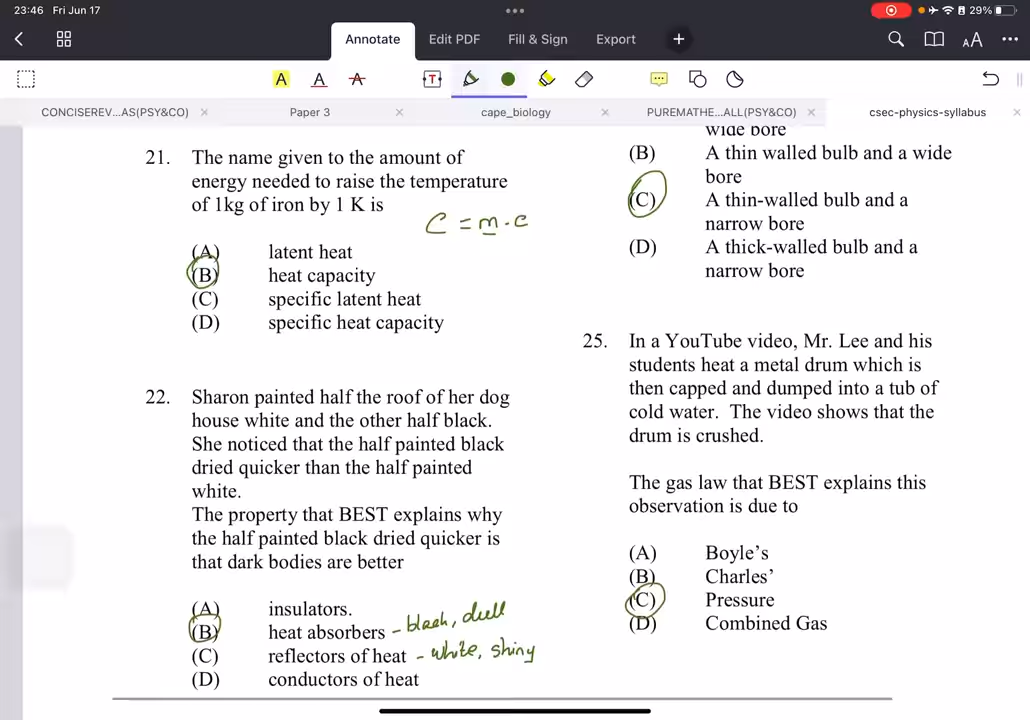 23:46 Fri Jun 17
29%
Annotate
Edit PDF
Fill & Sign
Export
+
AA
A A A T
CONCISEREV...AS(PSY&CO) ×
Paper 3 ×
cape_biology ×
PUREMATHE...ALL(PSY&CO) ×
csec-physics-syllabus ×
21. The name given to the amount of
energy needed to raise the temperature
of 1kg of iron by 1 K is
C = m · c
(A) latent heat
(B) heat capacity
(C) specific latent heat
(D) specific heat capacity
22. Sharon painted half the roof of her dog
house white and the other half black.
She noticed that the half painted black
dried quicker than the half painted
white.
The property that BEST explains why
the half painted black dried quicker is
that dark bodies are better
(A) insulators.
(B) heat absorbers - black, dull
(C) reflectors of heat - white, shiny
(D) conductors of heat
wide bore
(B) A thin walled bulb and a wide
bore
(C) A thin-walled bulb and a
narrow bore
(D) A thick-walled bulb and a
narrow bore
25. In a YouTube video, Mr. Lee and his
students heat a metal drum which is
then capped and dumped into a tub of
cold water. The video shows that the
drum is crushed.
The gas law that BEST explains this
observation is due to
(A) Boyle's
(B) Charles'
(C) Pressure
(D) Combined Gas